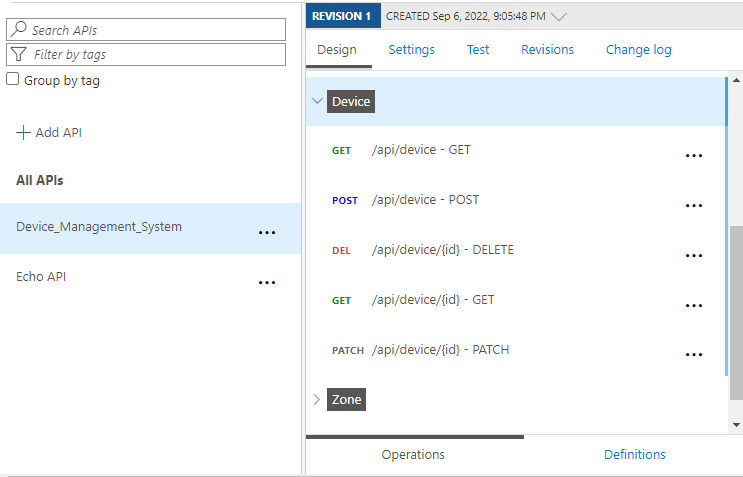 Search APIs
Filter by tags
Group by tag
Add API
All APIs
Device_Management_System
Echo API
REVISION 1 CREATED Sep 6, 2022, 9:05:48 PM
Design Settings Test Revisions Change log
Device
GET /api/device - GET
POST /api/device - POST
DEL /api/device/{id} - DELETE
GET /api/device/{id} - GET
PATCH /api/device/{id} - PATCH
Zone
Operations Definitions